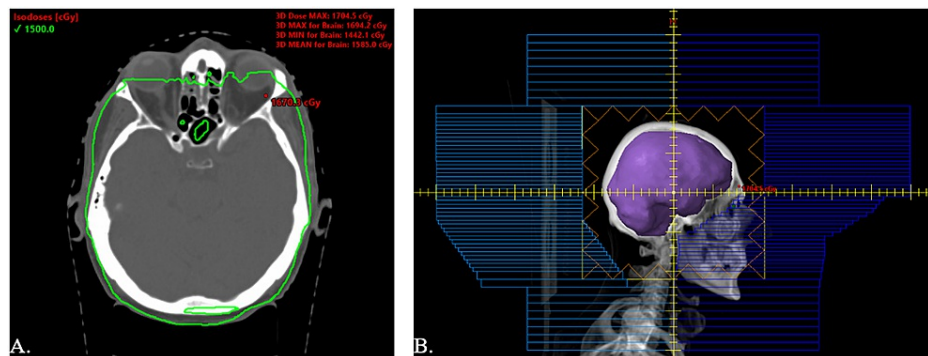 Isodoses [cGy]
✓ 1500.0
3D Dose MAX: 1704.5 cGy
3D MAX for Brain: 1694.2 cGy
3D MIN for Brain: 1442.1 cGy
3D MEAN for Brain: 1585.0 cGy
1670.3 cGy
A.
B.